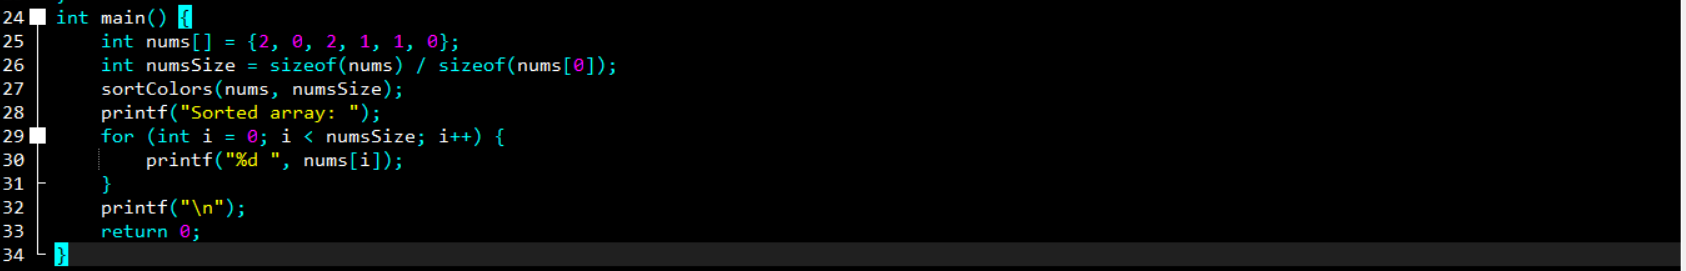 24 int main() {
25 int nums[] = {2, 0, 2, 1, 1, 0};
26 int numsSize = sizeof(nums) / sizeof(nums[0]);
27 sortColors(nums, numsSize);
28 printf("Sorted array: ");
29 for (int i = 0; i < numsSize; i++) {
30 printf("%d ", nums[i]);
31 }
32 printf("\n");
33 return 0;
34 }